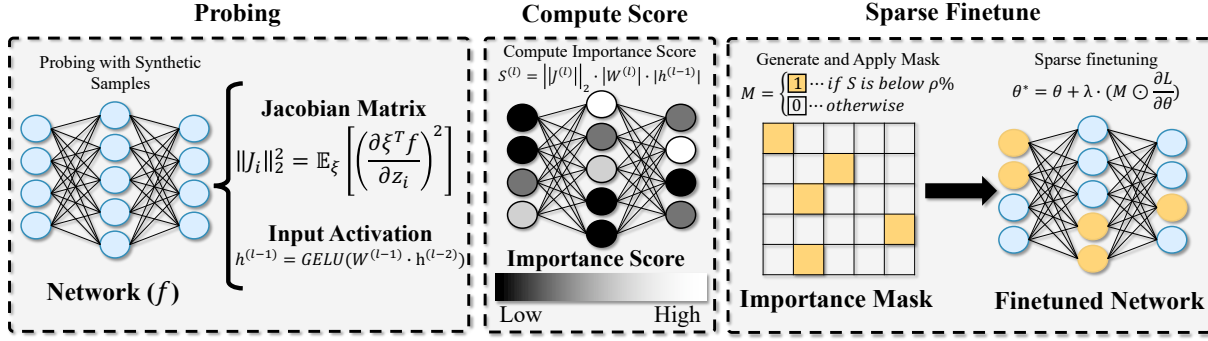 Probing
Probing with Synthetic
Samples
Network (f)
Jacobian Matrix
‖J_i‖₂² = 𝔼_ξ [(∂ξᵀf / ∂z_i)²]
Input Activation
h^(l−1) = GELU(W^(l−1) · h^(l−2))
Compute Score
Compute Importance Score
S^(l) = ||J^(l)||₂ · |W^(l)| · |h^(l−1)|
Importance Score
Low High
Sparse Finetune
Generate and Apply Mask
M = { 1 ⋯ if S is below ρ%
0 ⋯ otherwise
Importance Mask
Sparse finetuning
θ* = θ + λ · (M ⊙ ∂L/∂θ)
Finetuned Network